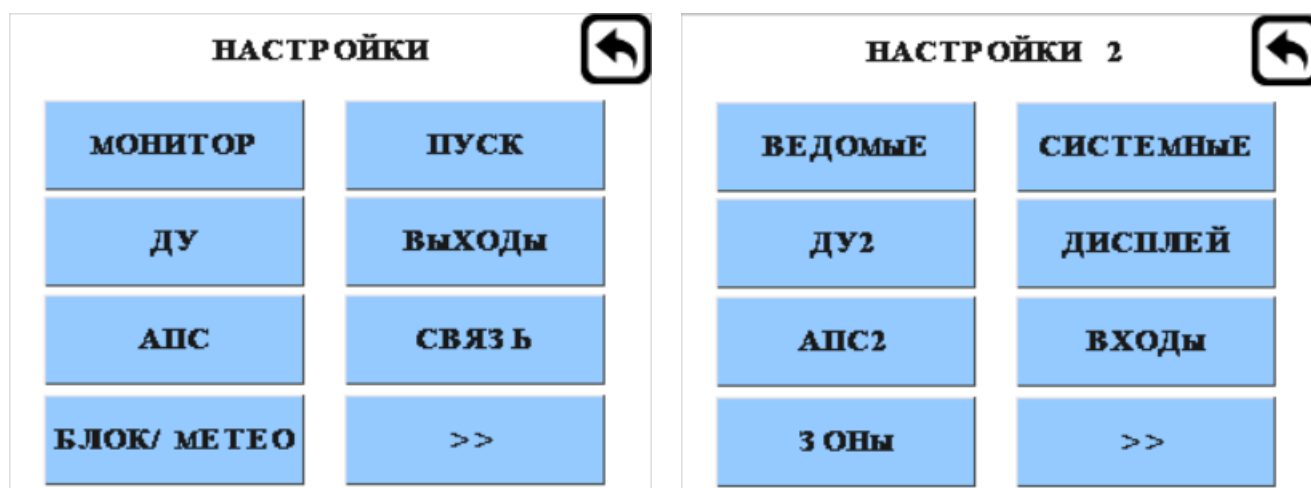 НАСТРОЙКИ
МОНИТОР
ПУСК
ДУ
ВыХОДы
АПС
СВЯЗЬ
БЛОК/ МЕТЕО
>>
НАСТРОЙКИ 2
ВЕДОМыЕ
СИСТЕМНыЕ
ДУ2
ДИСПЛЕЙ
АПС2
ВХОДы
ЗОНы
>>